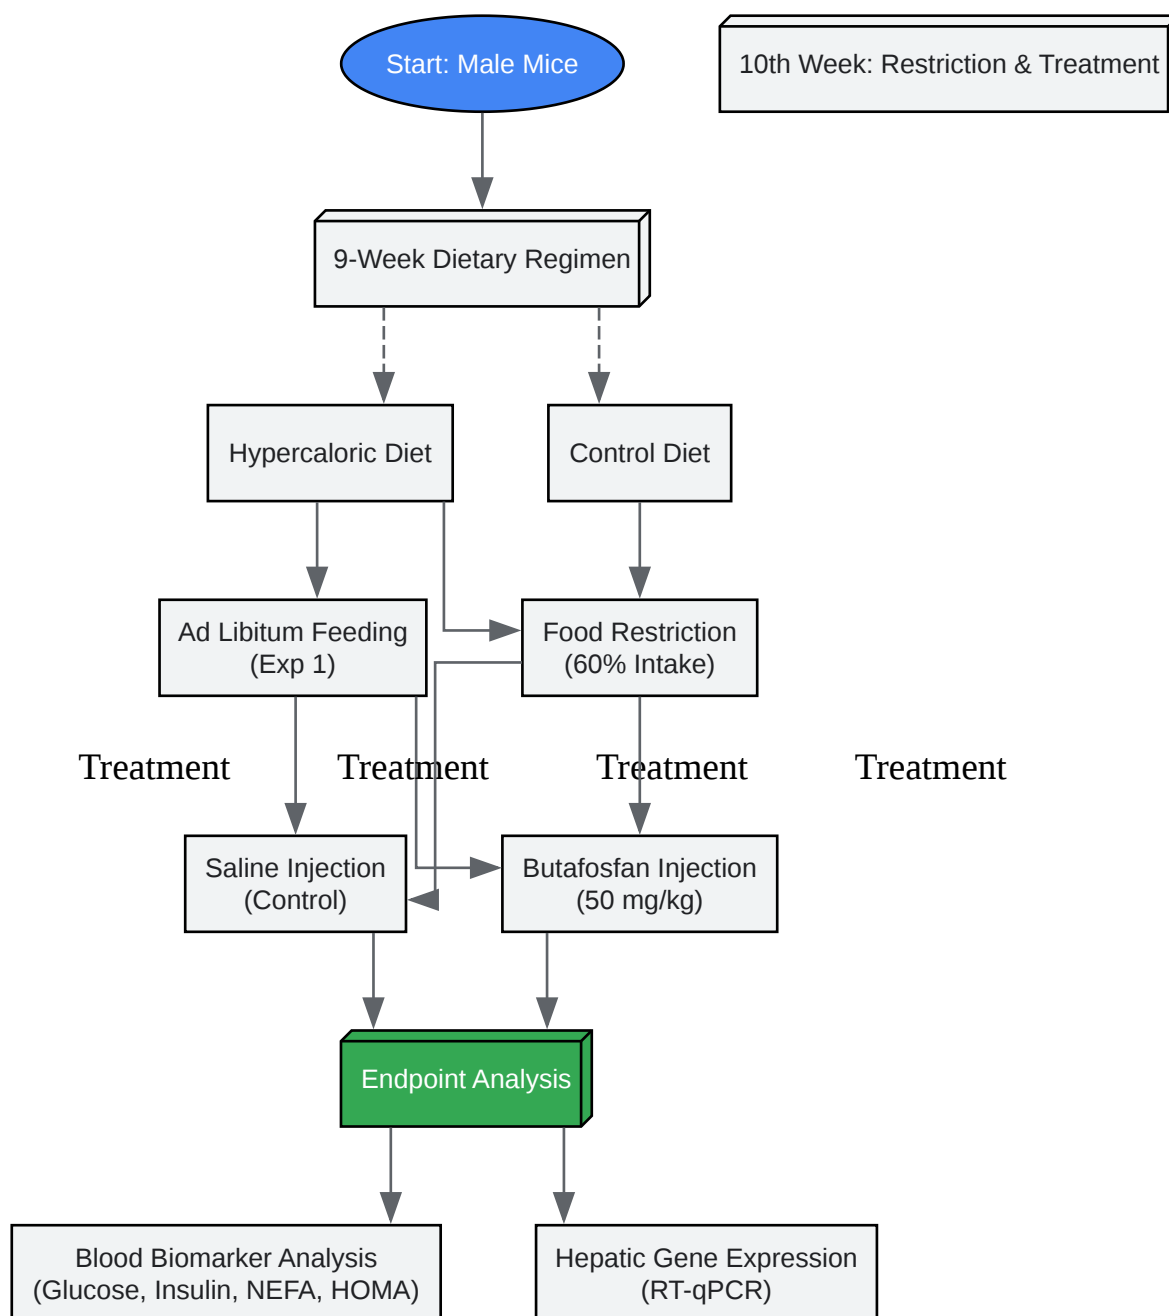 Start: Male Mice
10th Week: Restriction & Treatment
9-Week Dietary Regimen
Hypercaloric Diet
Control Diet
Ad Libitum Feeding
(Exp 1)
Food Restriction
(60% Intake)
Treatment
Treatment
Treatment
Treatment
Saline Injection
(Control)
Butafosfan Injection
(50 mg/kg)
Endpoint Analysis
Blood Biomarker Analysis
(Glucose, Insulin, NEFA, HOMA)
Hepatic Gene Expression
(RT-qPCR)